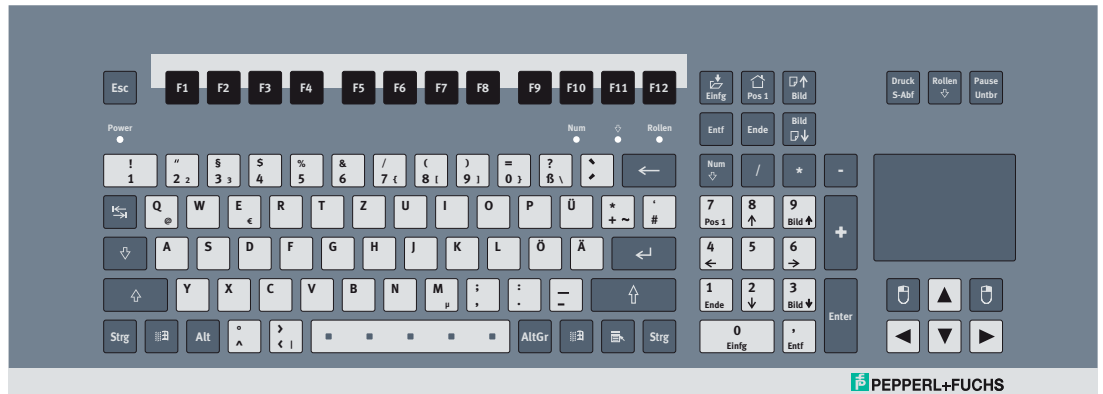 Esc F1 F2 F3 F4 F5 F6 F7 F8 F9 F10 F11 F12 Einfg Pos 1 Bild Druck S-Abf Rollen Pause Untbr
Power Num Rollen Entf Ende Bild
! 1 " 2 2 § 3 3 $ 4 % 5 & 6 / 7 { ( 8 [ ) 9 ] = 0 } ? ß \ ` ´ ← Num / * -
Q @ W E € R T Z U I O P Ü * + ~ ' # 7 Pos 1 8 ↑ 9 Bild ↑ +
A S D F G H J K L Ö Ä ↵ 4 ← 5 6 →
⇧ Y X C V B N M µ ; , : . _ - ⇧ 1 Ende 2 ↓ 3 Bild ↓ Enter
Strg Alt ° ^ > < | AltGr Strg 0 Einfg , Entf ◀ ▲ ▼ ▶
PEPPERL+FUCHS